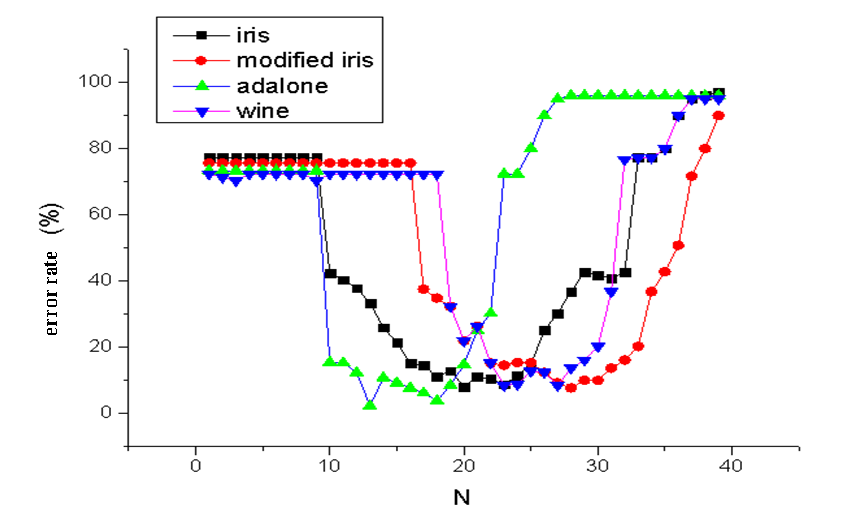 iris
modified iris
adalone
wine
100
80
60
40
20
0
error rate (%)
0 10 20 30 40
N